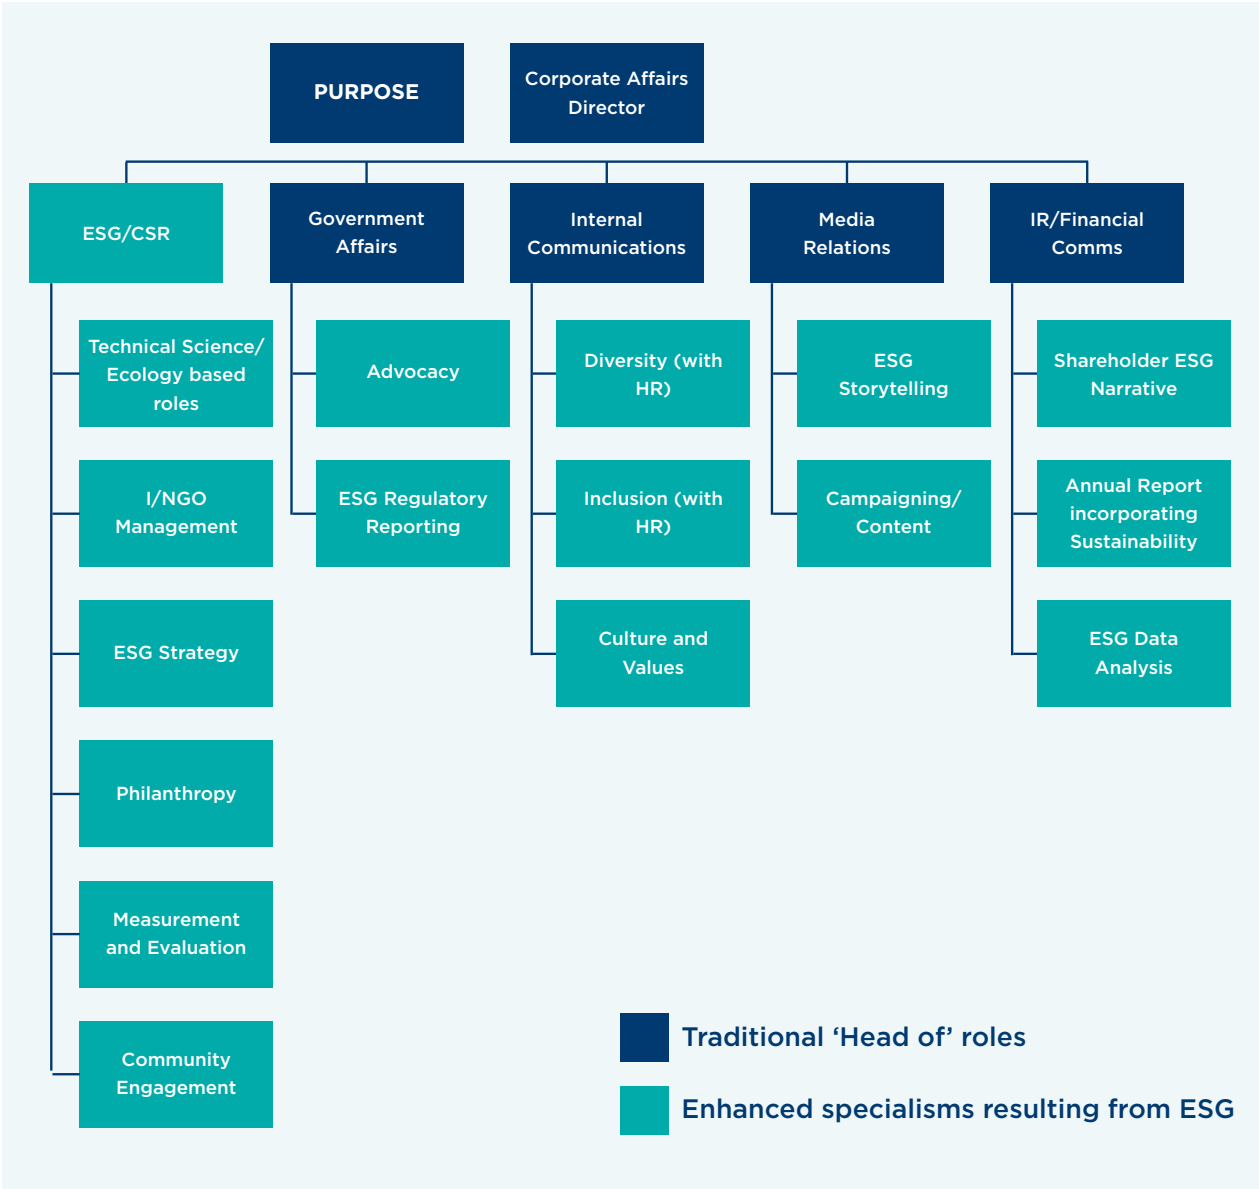 PURPOSE
Corporate Affairs
Director
ESG/CSR
Government
Affairs
Internal
Communications
Media
Relations
IR/Financial
Comms
Technical Science/
Ecology based
roles
I/NGO
Management
ESG Strategy
Philanthropy
Measurement
and Evaluation
Community
Engagement
Advocacy
ESG Regulatory
Reporting
Diversity (with
HR)
Inclusion (with
HR)
Culture and
Values
ESG
Storytelling
Campaigning/
Content
Shareholder ESG
Narrative
Annual Report
incorporating
Sustainability
ESG Data
Analysis
Traditional ‘Head of’ roles
Enhanced specialisms resulting from ESG